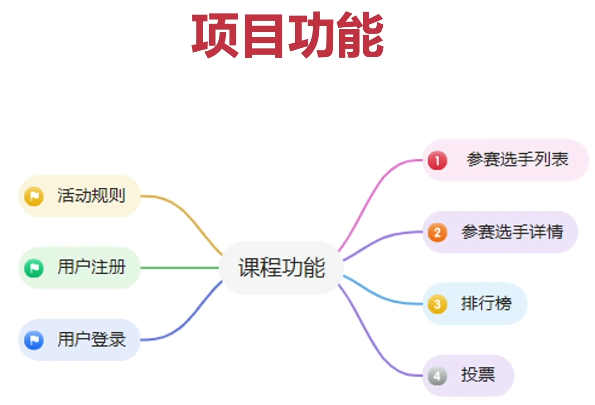 项目功能
活动规则
用户注册
用户登录
课程功能
1 参赛选手列表
2 参赛选手详情
3 排行榜
4 投票